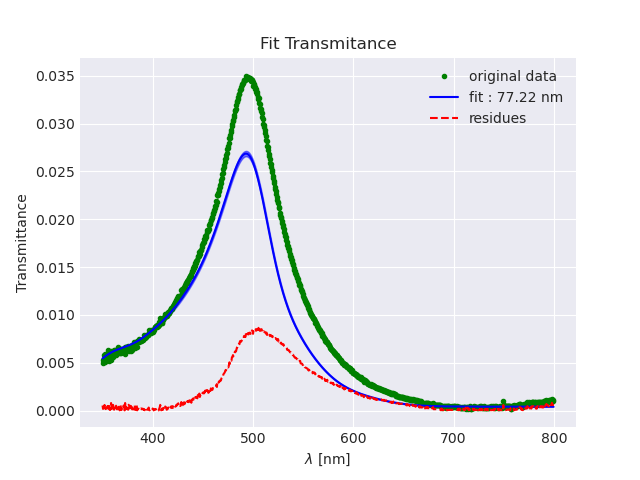 Fit Transmitance
original data
fit : 77.22 nm
residues
Transmittance
0.035
0.030
0.025
0.020
0.015
0.010
0.005
0.000
400 500 600 700 800
λ [nm]